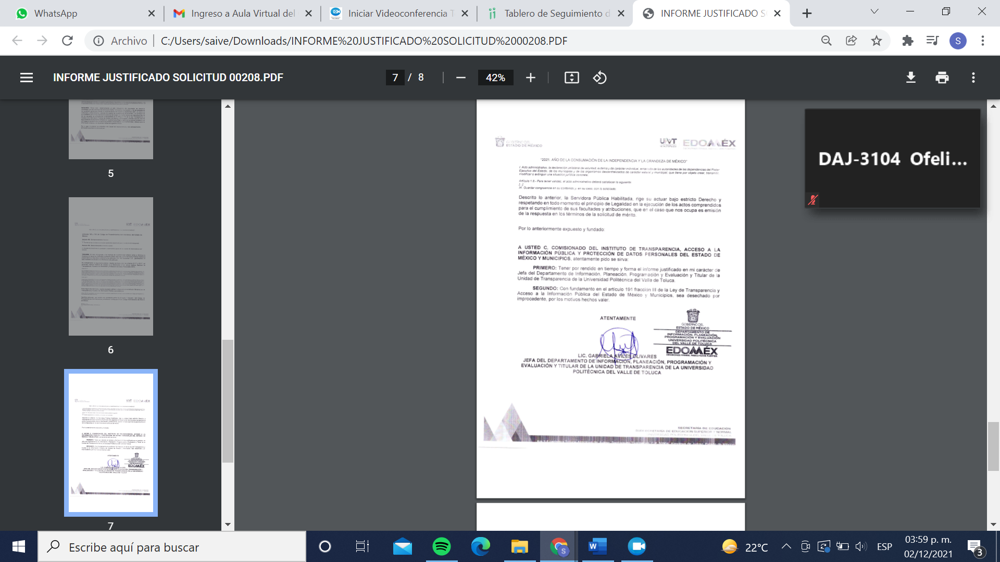 WhatsApp
Ingreso a Aula Virtual del
Iniciar Videoconferencia T
Tablero de Seguimiento d
INFORME JUSTIFICADO S
Archivo
C:/Users/saive/Downloads/INFORME%20JUSTIFICADO%20SOLICITUD%2000208.PDF
S
INFORME JUSTIFICADO SOLICITUD 00208.PDF
7 / 8
42%
5
6
7
GOBIERNO DEL
ESTADO DE MÉXICO
UPVT EDOMÉX
"2021. AÑO DE LA CONSUMACIÓN DE LA INDEPENDENCIA Y LA GRANDEZA DE MÉXICO"
I. Acto administrativo, la declaración unilateral de voluntad, externa y de carácter individual, emanada de las autoridades de las dependencias del Poder
Ejecutivo del Estado, de los municipios y de los organismos descentralizados de carácter estatal y municipal, que tiene por objeto crear, transmitir,
modificar o extinguir una situación jurídica concreta.
Artículo 1.8.- Para tener validez, el acto administrativo deberá satisfacer lo siguiente:
[...]
IX. Guardar congruencia en su contenido y, en su caso, con lo solicitado.
Descrito lo anterior, la Servidora Pública Habilitada, rige su actuar bajo estricto Derecho y
respetando en todo momento el principio de Legalidad en la ejecución de los actos comprendidos
para el cumplimiento de sus facultades y atribuciones, que en el caso que nos ocupa es emisión
de la respuesta en los términos de la solicitud de mérito.
Por lo anteriormente expuesto y fundado:
A USTED C. COMISIONADO DEL INSTITUTO DE TRANSPARENCIA, ACCESO A LA
INFORMACIÓN PÚBLICA Y PROTECCIÓN DE DATOS PERSONALES DEL ESTADO DE
MÉXICO Y MUNICIPIOS, atentamente pido se sirva:
PRIMERO: Tener por rendido en tiempo y forma el informe justificado en mi carácter de
Jefa del Departamento de Información, Planeación, Programación y Evaluación y Titular de la
Unidad de Transparencia de la Universidad Politécnica del Valle de Toluca.
SEGUNDO: Con fundamento en el artículo 191 fracción III de la Ley de Transparencia y
Acceso a la Información Pública del Estado de México y Municipios, sea desechado por
improcedente, por los motivos hechos valer.
ATENTAMENTE
GOBIERNO DEL
ESTADO DE MÉXICO
DEPARTAMENTO DE
INFORMACIÓN, PLANEACIÓN,
PROGRAMACIÓN Y EVALUACIÓN
UNIVERSIDAD POLITÉCNICA
DEL VALLE DE TOLUCA
EDOMÉX
DECISIONES FIRMES, RESULTADOS FUERTES.
LIC. GABRIELA AVILES OLIVARES
JEFA DEL DEPARTAMENTO DE INFORMACIÓN, PLANEACIÓN, PROGRAMACIÓN Y
EVALUACIÓN Y TITULAR DE LA UNIDAD DE TRANSPARENCIA DE LA UNIVERSIDAD
POLITÉCNICA DEL VALLE DE TOLUCA
SECRETARÍA DE EDUCACIÓN
SUBSECRETARÍA DE EDUCACIÓN SUPERIOR Y NORMAL
UNIVERSIDAD POLITÉCNICA DEL VALLE DE TOLUCA
DAJ-3104 Ofeli...
Escribe aquí para buscar
22°C
ESP
03:59 p. m.
02/12/2021
3